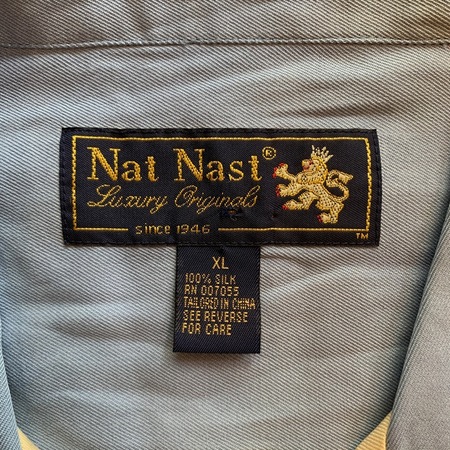 Nat Nast®
Luxury Originals
since 1946
TM
XL
100% SILK
RN 007055
TAILORED IN CHINA
SEE REVERSE
FOR CARE